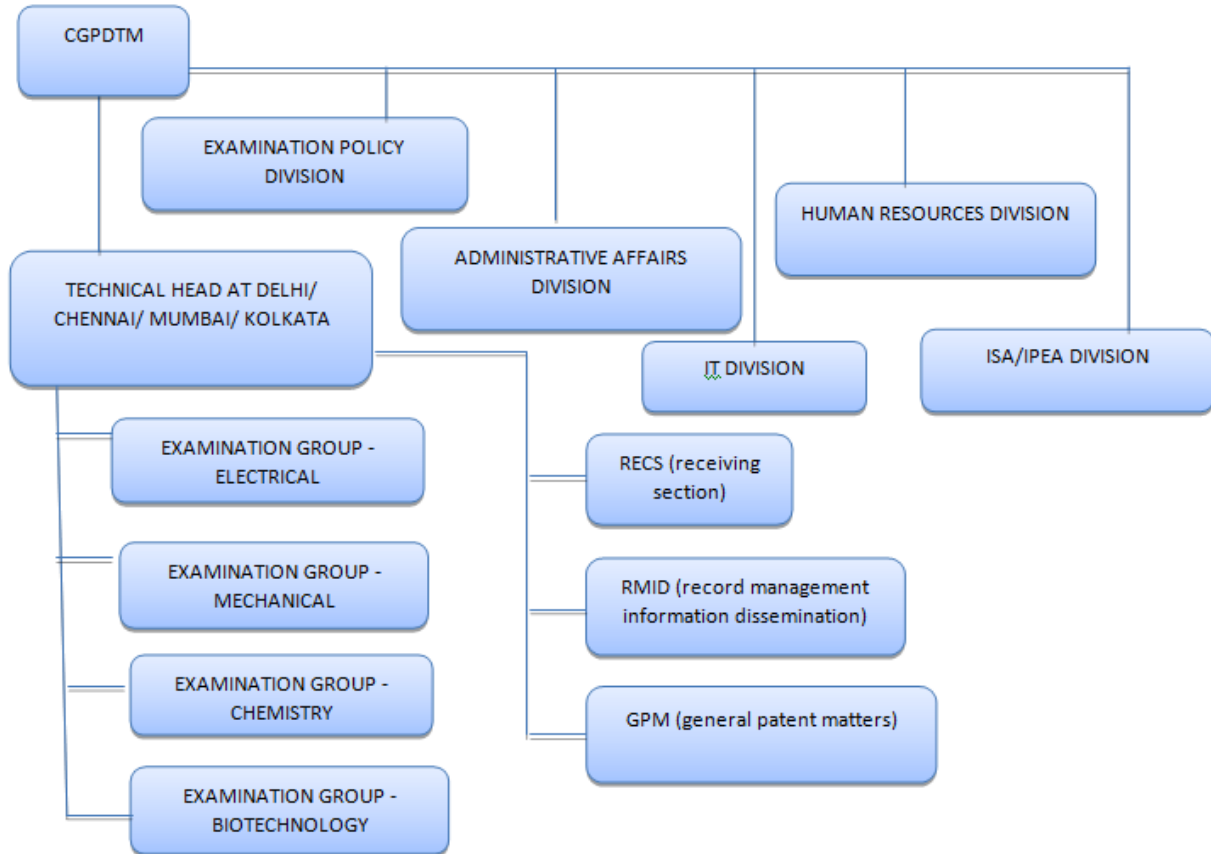 CGPDTM
EXAMINATION POLICY
DIVISION
HUMAN RESOURCES DIVISION
ADMINISTRATIVE AFFAIRS
DIVISION
TECHNICAL HEAD AT DELHI/
CHENNAI/ MUMBAI/ KOLKATA
IT DIVISION
ISA/IPEA DIVISION
EXAMINATION GROUP -
ELECTRICAL
RECS (receiving
section)
EXAMINATION GROUP -
MECHANICAL
RMID (record management
information dissemination)
EXAMINATION GROUP -
CHEMISTRY
GPM (general patent matters)
EXAMINATION GROUP -
BIOTECHNOLOGY